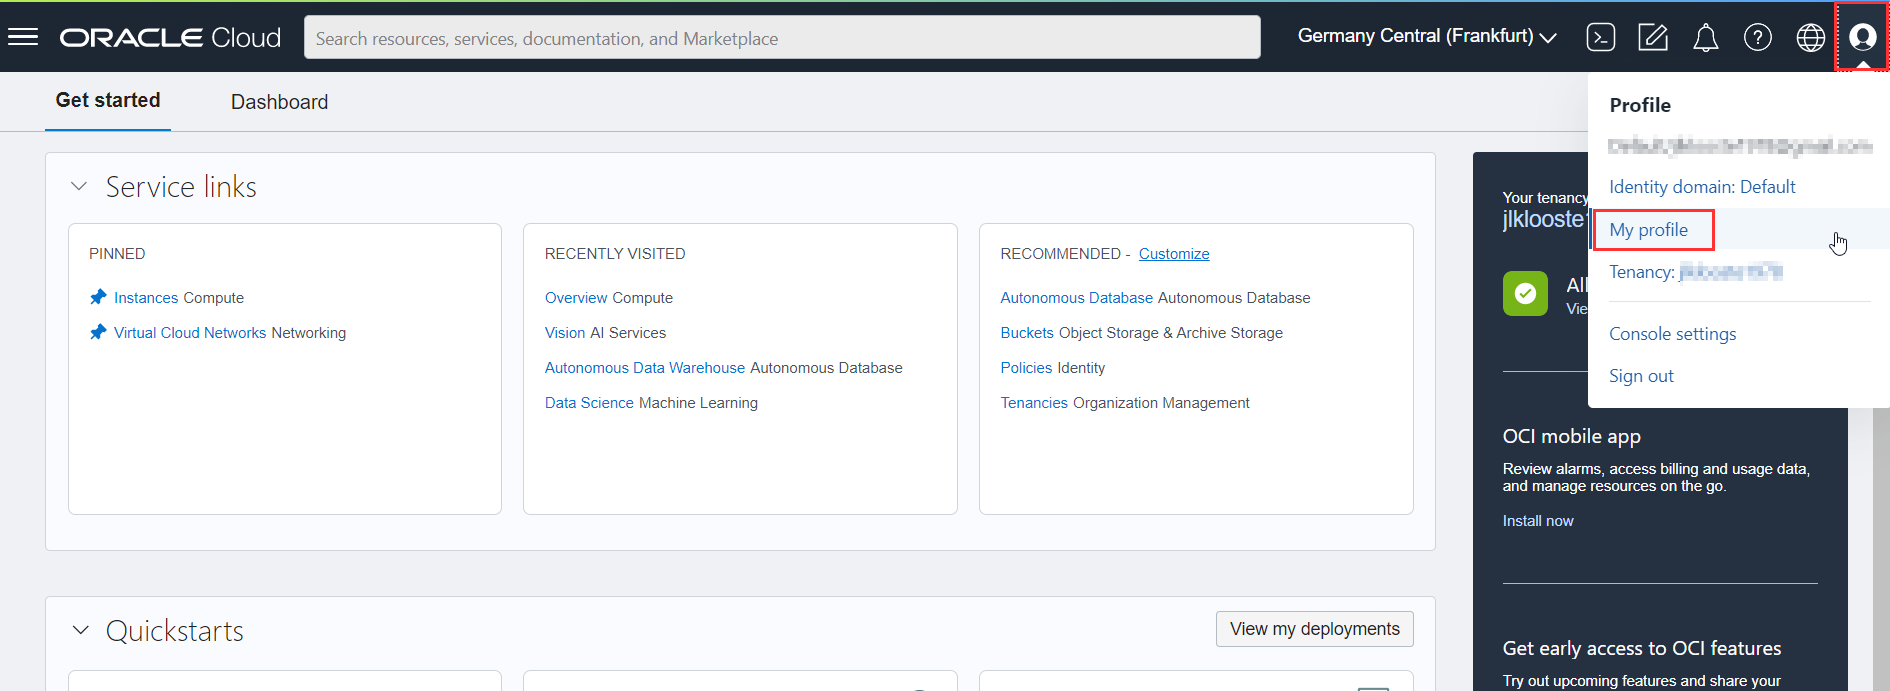 ORACLE Cloud
Search resources, services, documentation, and Marketplace
Germany Central (Frankfurt)
Get started
Dashboard
Profile
Identity domain: Default
My profile
Tenancy:
Console settings
Sign out
Service links
PINNED
Instances Compute
Virtual Cloud Networks Networking
RECENTLY VISITED
Overview Compute
Vision AI Services
Autonomous Data Warehouse Autonomous Database
Data Science Machine Learning
RECOMMENDED - Customize
Autonomous Database Autonomous Database
Buckets Object Storage & Archive Storage
Policies Identity
Tenancies Organization Management
Your tenancy
jlklooste
All
Vie
OCI mobile app
Review alarms, access billing and usage data,
and manage resources on the go.
Install now
Quickstarts
View my deployments
Get early access to OCI features
Try out upcoming features and share your